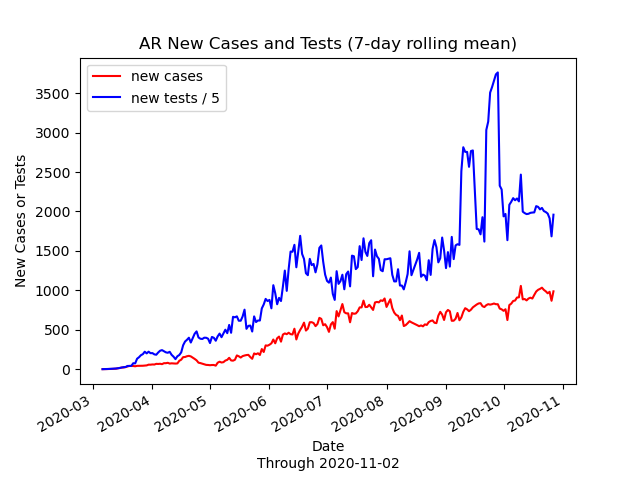 AR New Cases and Tests (7-day rolling mean)
new cases
new tests / 5
New Cases or Tests
3500
3000
2500
2000
1500
1000
500
0
2020-03
2020-04
2020-05
2020-06
2020-07
2020-08
2020-09
2020-10
2020-11
Date
Through 2020-11-02